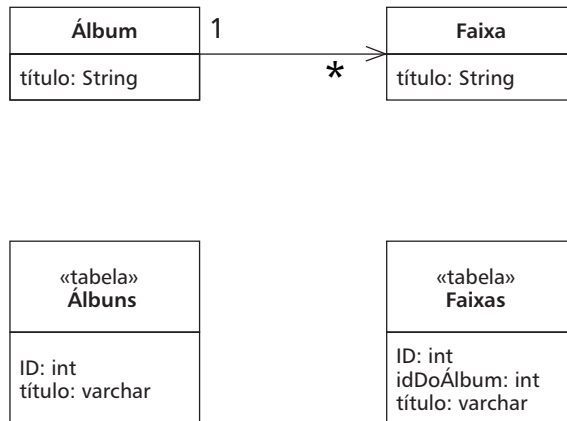 Álbum
1
Faixa
título: String
*
título: String
«tabela»
Álbuns
«tabela»
Faixas
ID: int
título: varchar
ID: int
idDoÁlbum: int
título: varchar